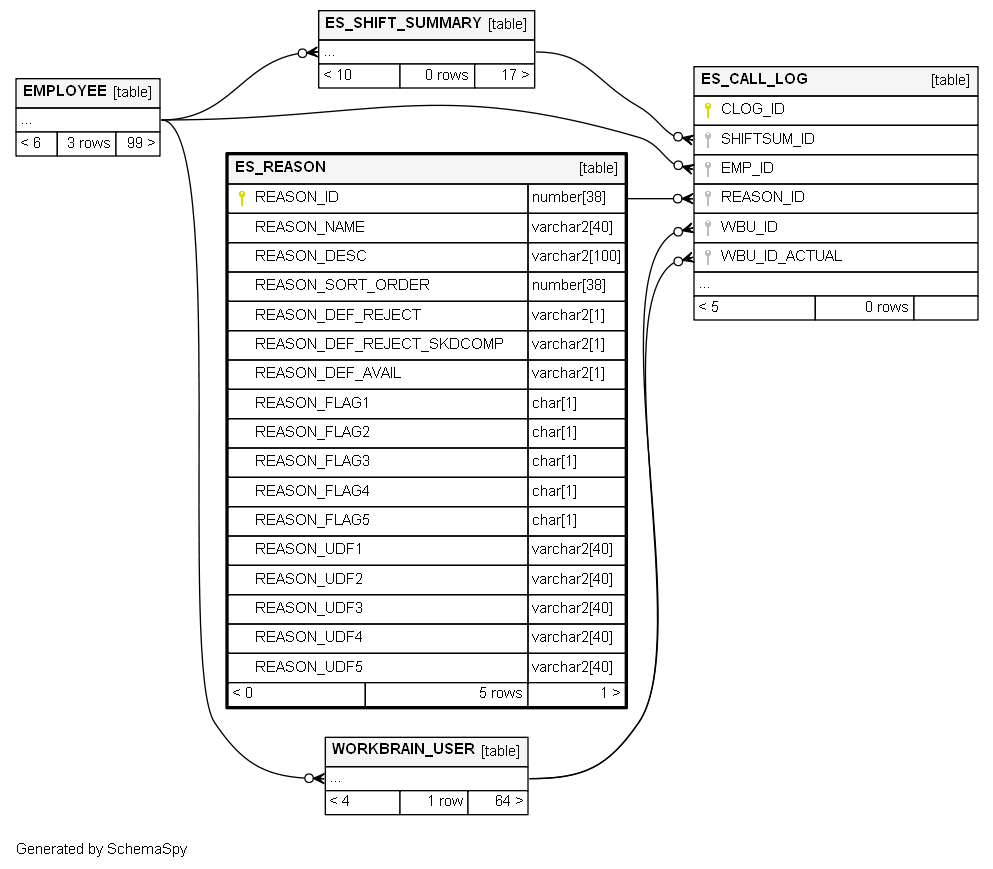 ES_SHIFT_SUMMARY [table]
...
< 10 0 rows 17 >
EMPLOYEE [table]
...
< 6 3 rows 99 >
ES_CALL_LOG [table]
CLOG_ID
SHIFTSUM_ID
EMP_ID
REASON_ID
WBU_ID
WBU_ID_ACTUAL
...
< 5 0 rows
ES_REASON [table]
REASON_ID number[38]
REASON_NAME varchar2[40]
REASON_DESC varchar2[100]
REASON_SORT_ORDER number[38]
REASON_DEF_REJECT varchar2[1]
REASON_DEF_REJECT_SKDCOMP varchar2[1]
REASON_DEF_AVAIL varchar2[1]
REASON_FLAG1 char[1]
REASON_FLAG2 char[1]
REASON_FLAG3 char[1]
REASON_FLAG4 char[1]
REASON_FLAG5 char[1]
REASON_UDF1 varchar2[40]
REASON_UDF2 varchar2[40]
REASON_UDF3 varchar2[40]
REASON_UDF4 varchar2[40]
REASON_UDF5 varchar2[40]
< 0 5 rows 1 >
WORKBRAIN_USER [table]
...
< 4 1 row 64 >
Generated by SchemaSpy